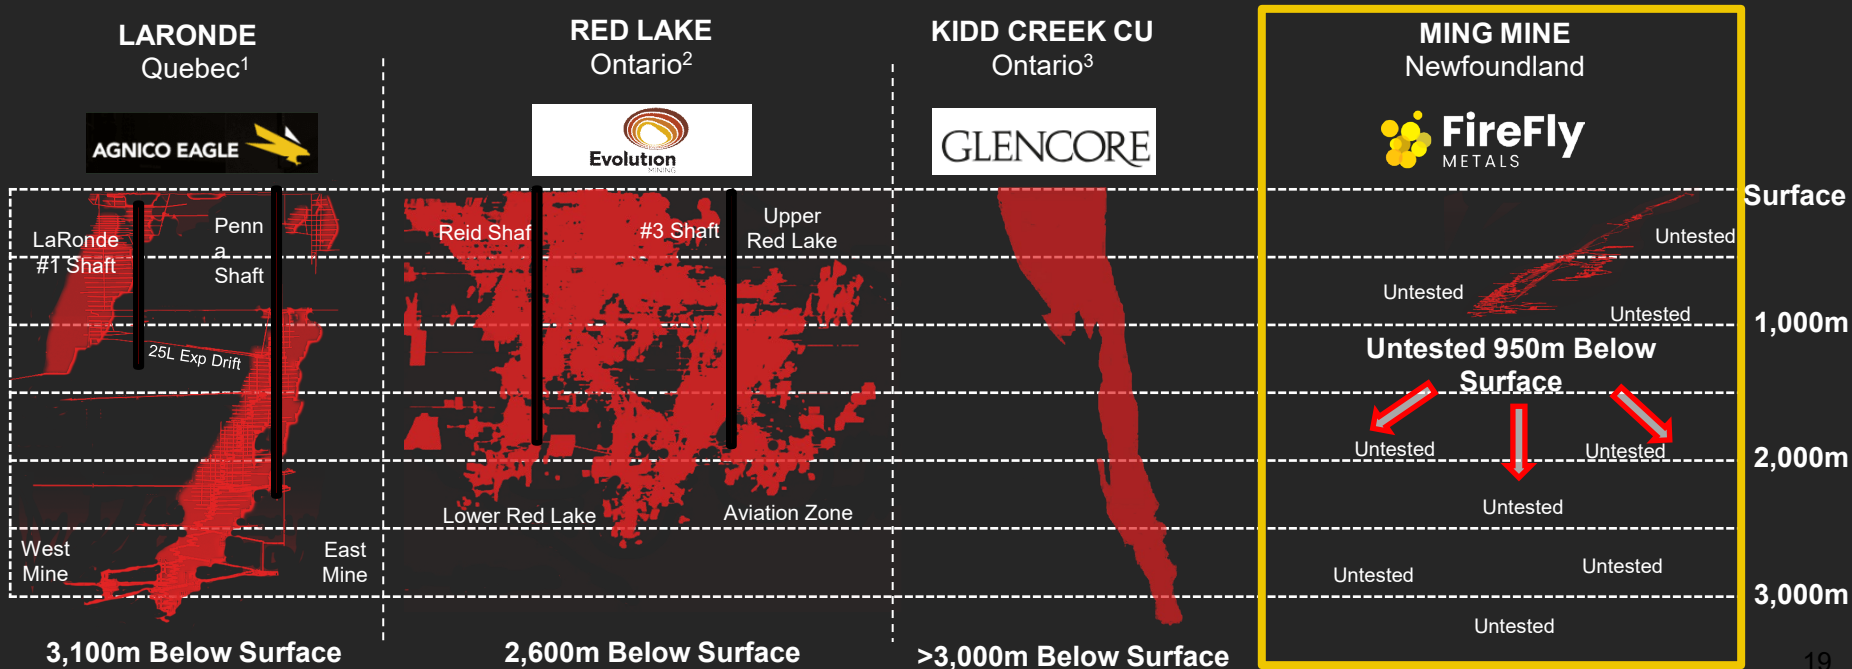 LARONDE
Quebec1
AGNICO EAGLE
LaRonde
#1 Shaft
Penn
a
Shaft
25L Exp Drift
West
Mine
East
Mine
3,100m Below Surface
RED LAKE
Ontario2
Evolution
MINING
Reid Shaf
#3 Shaft
Upper
Red Lake
Lower Red Lake
Aviation Zone
2,600m Below Surface
KIDD CREEK CU
Ontario3
GLENCORE
>3,000m Below Surface
MING MINE
Newfoundland
FireFly
METALS
Untested
Untested
Untested
Untested 950m Below
Surface
Untested
Untested
Untested
Untested
Untested
Untested
Surface
1,000m
2,000m
3,000m
19